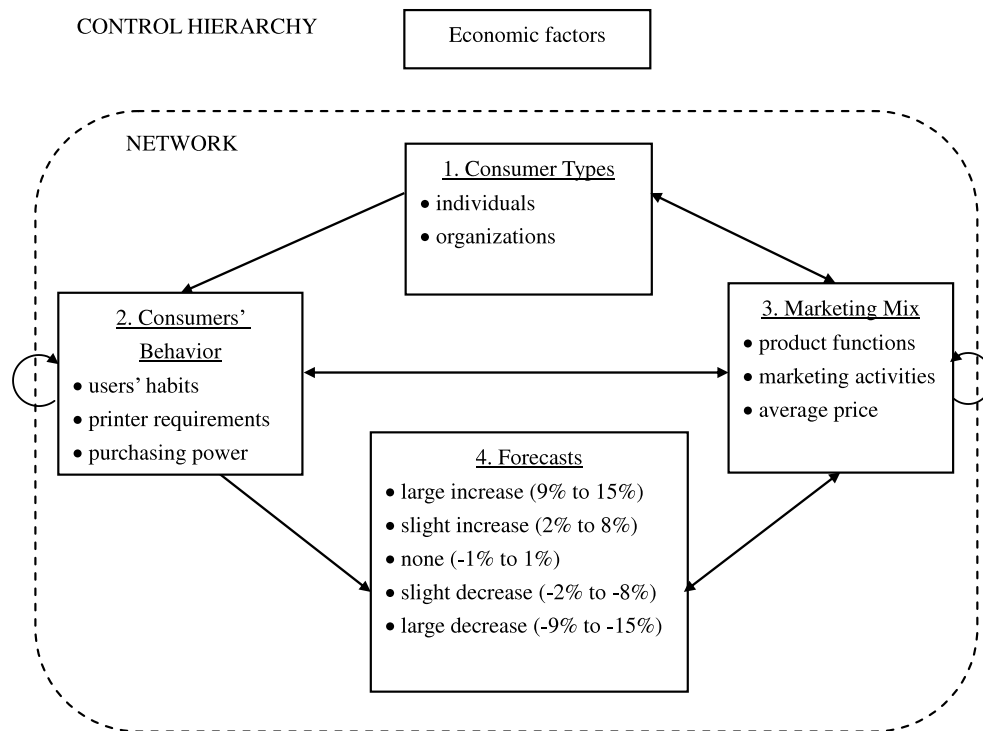 CONTROL HIERARCHY
Economic factors
NETWORK
1. Consumer Types
• individuals
• organizations
2. Consumers’
Behavior
• users’ habits
• printer requirements
• purchasing power
3. Marketing Mix
• product functions
• marketing activities
• average price
4. Forecasts
• large increase (9% to 15%)
• slight increase (2% to 8%)
• none (-1% to 1%)
• slight decrease (-2% to -8%)
• large decrease (-9% to -15%)